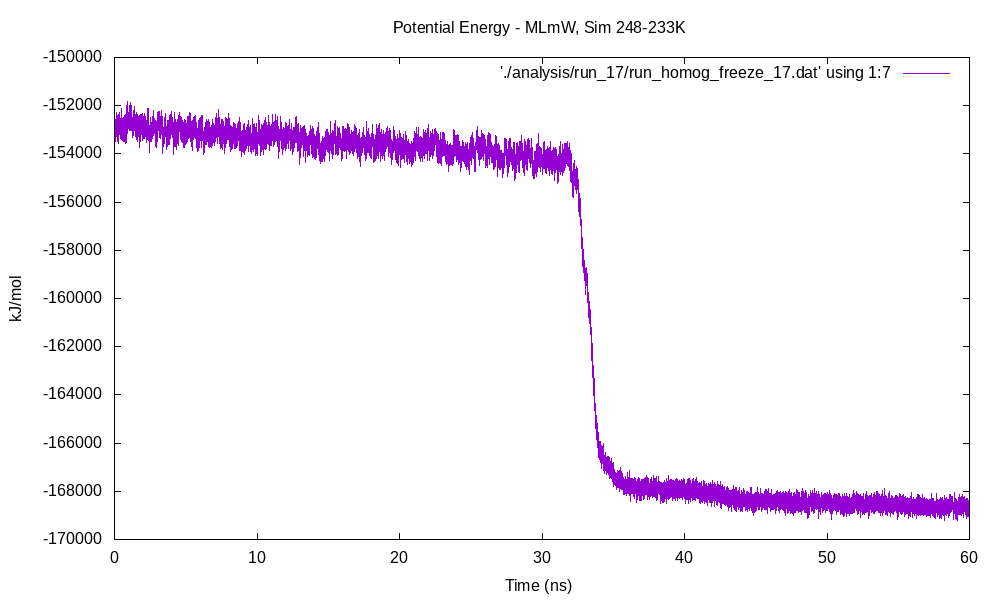 Potential Energy - MLmW, Sim 248-233K
'./analysis/run_17/run_homog_freeze_17.dat' using 1:7
-150000
-152000
-154000
-156000
-158000
-160000
-162000
-164000
-166000
-168000
-170000
kJ/mol
0 10 20 30 40 50 60
Time (ns)